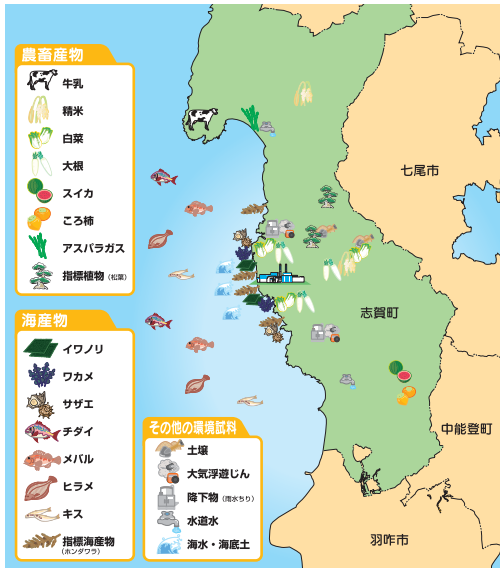 農畜産物
牛乳
精米
白菜
大根
スイカ
ころ柿
アスパラガス
指標植物（松葉）
海産物
イワノリ
ワカメ
サザエ
チダイ
メバル
ヒラメ
キス
指標海産物
（ホンダワラ）
その他の環境試料
土壌
大気浮遊じん
降下物（雨水ちり）
水道水
海水・海底土
七尾市
志賀町
中能登町
羽咋市